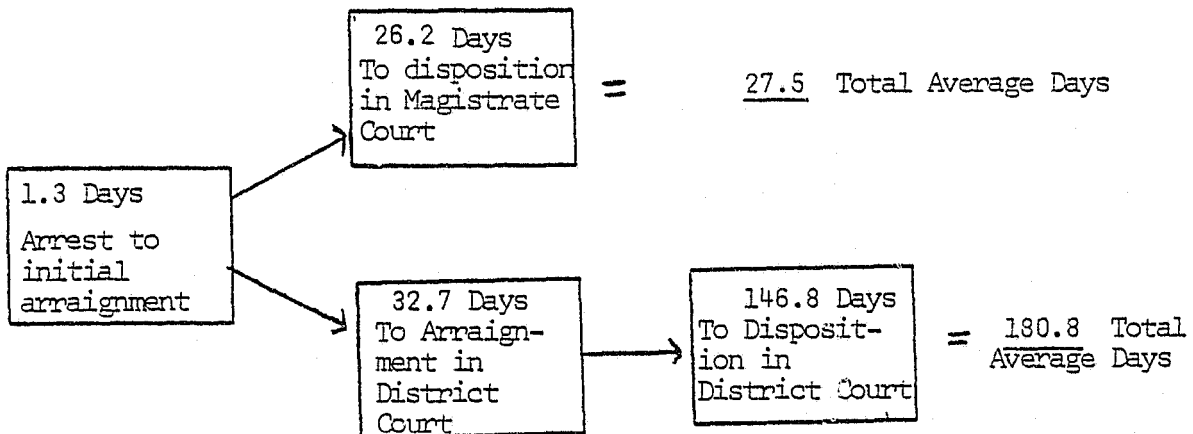 26.2 Days
To disposition
in Magistrate
Court
= 27.5 Total Average Days
1.3 Days
Arrest to
initial
arraignment
32.7 Days
To Arraign-
ment in
District
Court
146.8 Days
To Disposit-
ion in
District Court
= 180.8 Total
Average Days